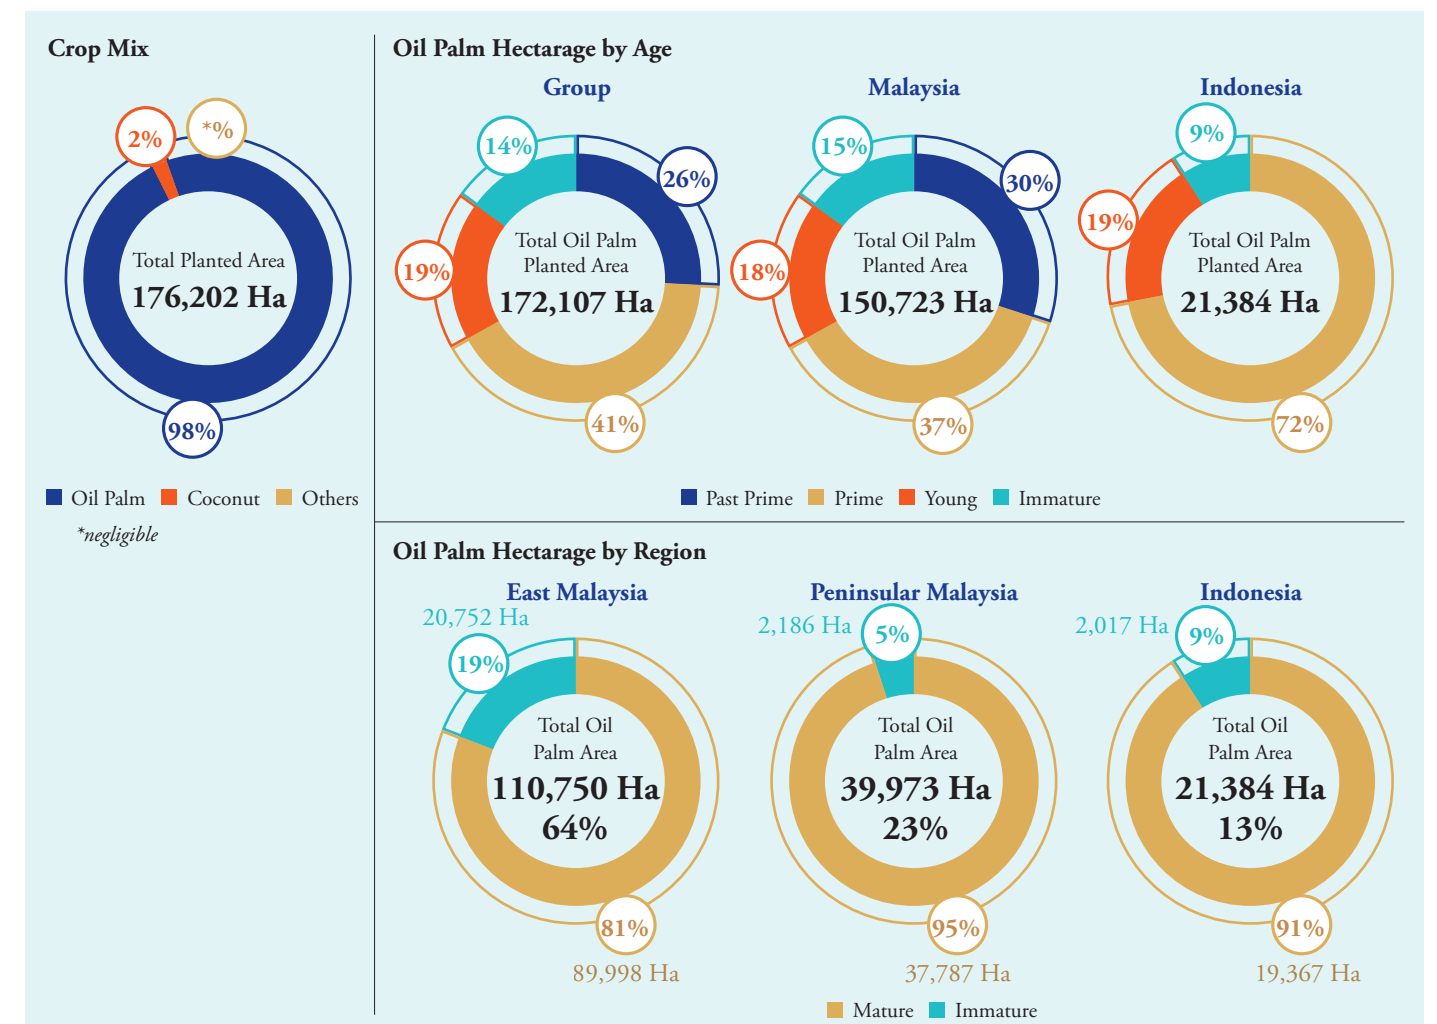 Crop Mix
2%
*%
Total Planted Area
176,202 Ha
98%
Oil Palm
Coconut
Others
*negligible
Oil Palm Hectarage by Age
Group
14%
26%
19%
Total Oil Palm
Planted Area
172,107 Ha
41%
Malaysia
15%
30%
18%
Total Oil Palm
Planted Area
150,723 Ha
37%
Indonesia
9%
19%
Total Oil Palm
Planted Area
21,384 Ha
72%
Past Prime
Prime
Young
Immature
Oil Palm Hectarage by Region
East Malaysia
20,752 Ha
19%
Total Oil
Palm Area
110,750 Ha
64%
81%
89,998 Ha
Peninsular Malaysia
2,186 Ha
5%
Total Oil
Palm Area
39,973 Ha
23%
95%
37,787 Ha
Indonesia
2,017 Ha
9%
Total Oil
Palm Area
21,384 Ha
13%
91%
19,367 Ha
Mature
Immature